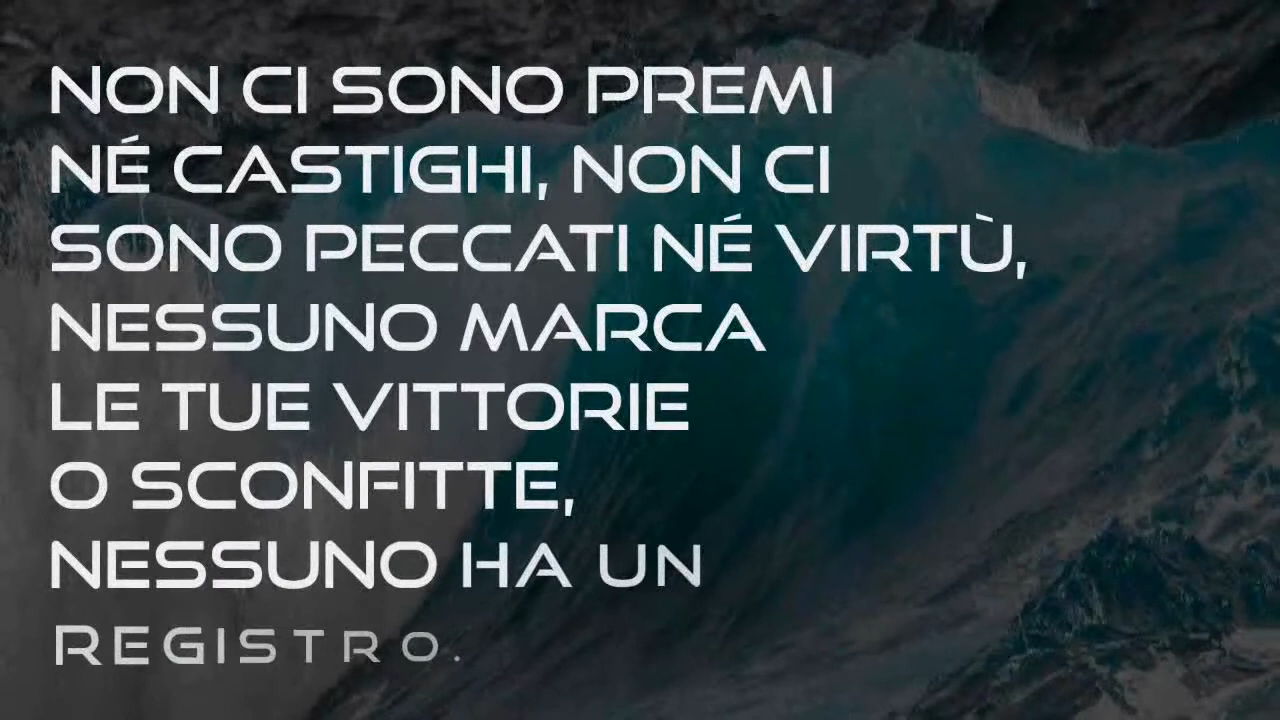 NON CI SONO PREMI
NÉ CASTIGHI, NON CI
SONO PECCATI NÉ VIRTÙ,
NESSUNO MARCA
LE TUE VITTORIE
O SCONFITTE,
NESSUNO HA UN
REGISTRO.